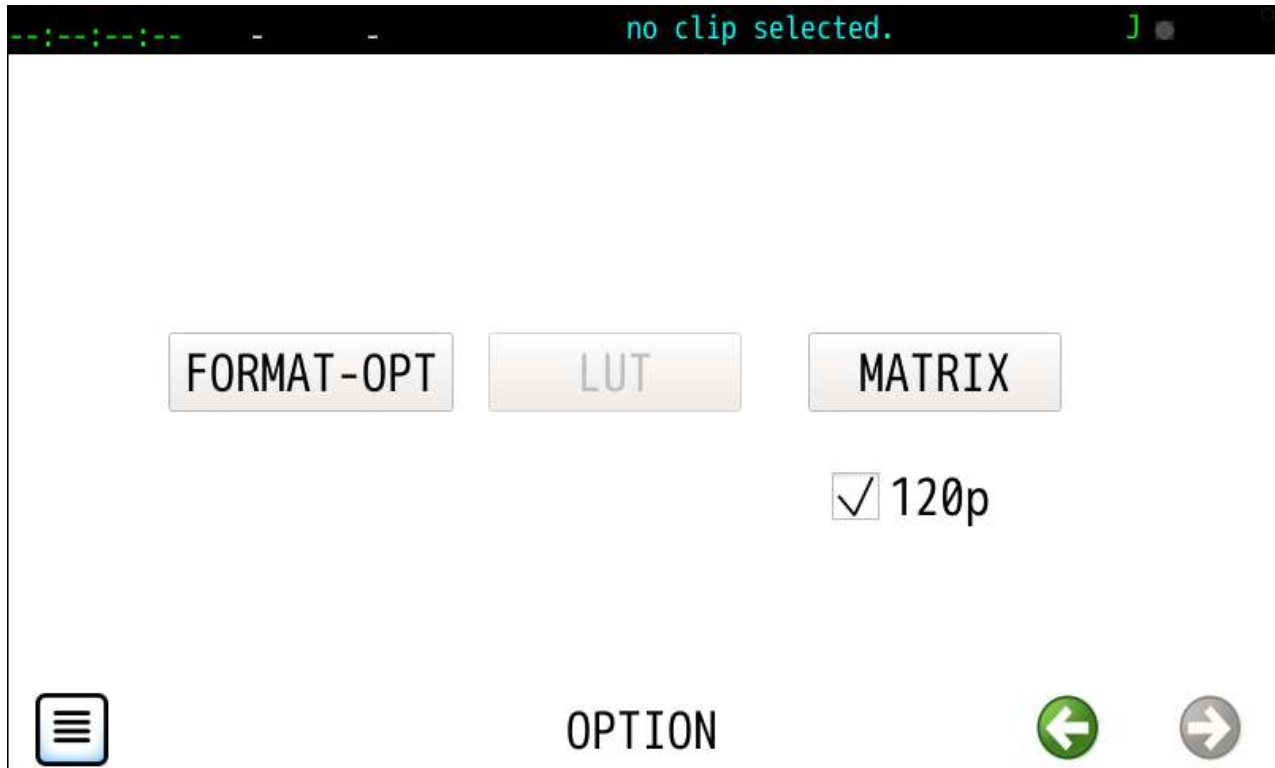 --:--:--:-- - - no clip selected. J
FORMAT-OPT LUT MATRIX
120p
OPTION